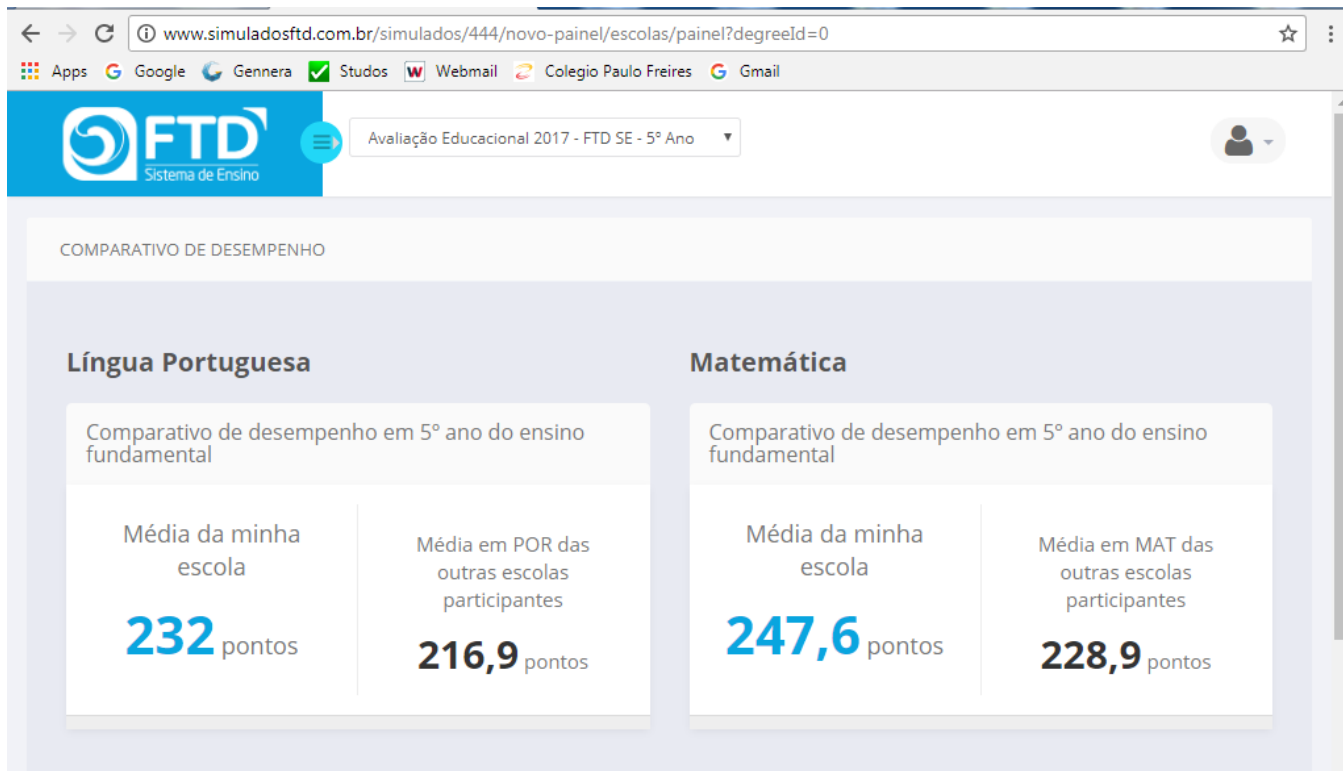 www.simuladosftd.com.br/simulados/444/novo-painel/escolas/painel?degreeId=0
Apps Google Gennera Studos Webmail Colegio Paulo Freires Gmail
FTD
Sistema de Ensino
Avaliação Educacional 2017 - FTD SE - 5º Ano
COMPARATIVO DE DESEMPENHO
Língua Portuguesa
Comparativo de desempenho em 5º ano do ensino
fundamental
Média da minha
escola
232 pontos
Média em POR das
outras escolas
participantes
216,9 pontos
Matemática
Comparativo de desempenho em 5º ano do ensino
fundamental
Média da minha
escola
247,6 pontos
Média em MAT das
outras escolas
participantes
228,9 pontos